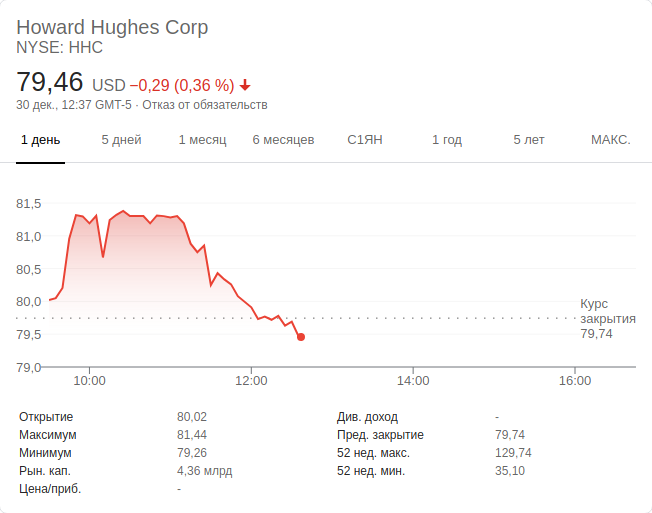 Howard Hughes Corp
NYSE: HHC
79,46 USD −0,29 (0,36 %)
30 дек., 12:37 GMT-5 · Отказ от обязательств
1 день 5 дней 1 месяц 6 месяцев С1ЯН 1 год 5 лет МАКС.
81,5
81,0
80,5
80,0
79,5
79,0
Курс
закрытия
79,74
10:00 12:00 14:00 16:00
Открытие 80,02 Див. доход -
Максимум 81,44 Пред. закрытие 79,74
Минимум 79,26 52 нед. макс. 129,74
Рын. кап. 4,36 млрд 52 нед. мин. 35,10
Цена/приб. -